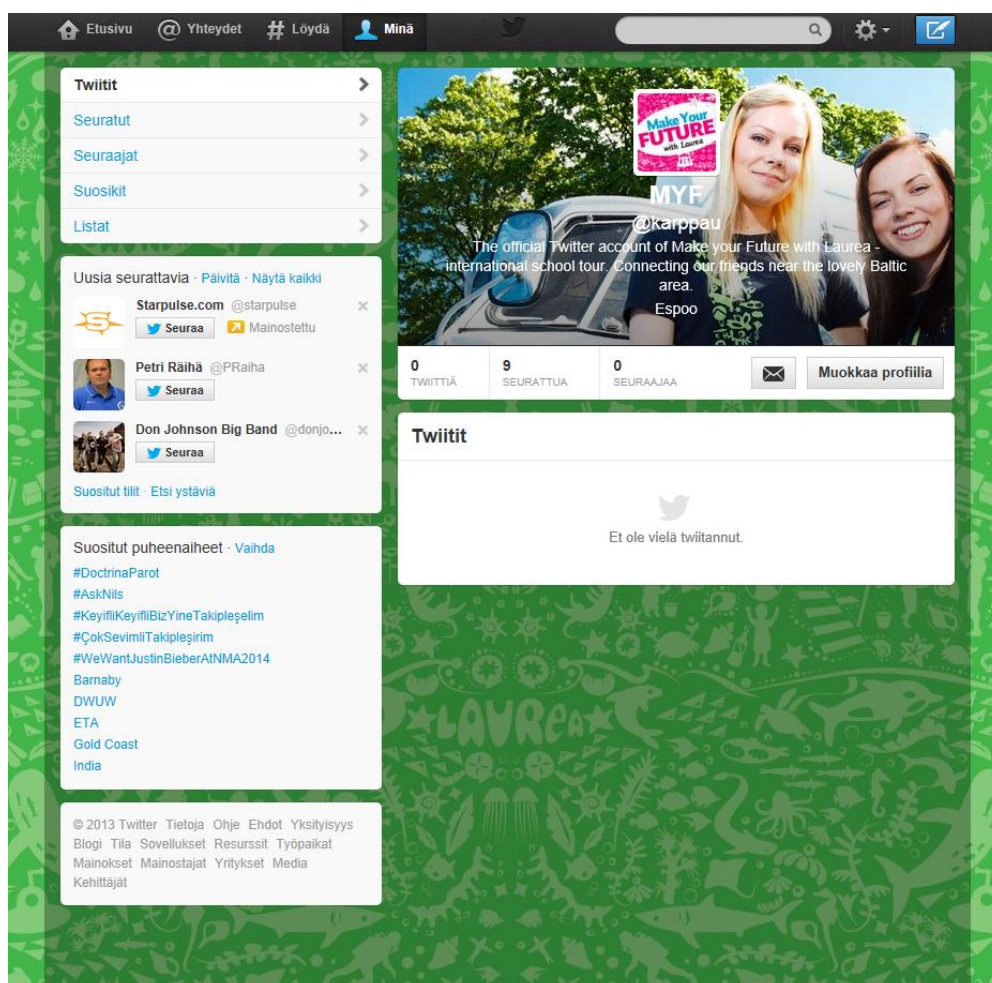 Etusivu
Yhteydet
Löydä
Minä
Twiitit
Seuratut
Seuraajat
Suosikit
Listat
Uusia seurattavia · Päivitä · Näytä kaikki
Starpulse.com @starpulse
Seuraa
Mainostettu
Petri Räihä @PRaiha
Seuraa
Don Johnson Big Band @donjo...
Seuraa
Suositut tilit · Etsi ystäviä
Suositut puheenaiheet · Vaihda
#DoctrinaParot
#AskNils
#KeyifliKeyifliBizYineTakipleşelim
#ÇokSevimliTakipleşirim
#WeWantJustinBieberAtNMA2014
Barnaby
DWUW
ETA
Gold Coast
India
© 2013 Twitter Tietoja Ohje Ehdot Yksityisyys
Blogi Tila Sovellukset Resurssit Työpaikat
Mainokset Mainostajat Yritykset Media
Kehittäjät
Make Your
FUTURE
with Laurea
MYF
@karppau
The official Twitter account of Make your Future with Laurea -
international school tour. Connecting our friends near the lovely Baltic
area.
Espoo
0
TWIITTIÄ
9
SEURATTUA
0
SEURAAJAA
Muokkaa profiilia
Twiitit
Et ole vielä twiitannut.
LAUREA